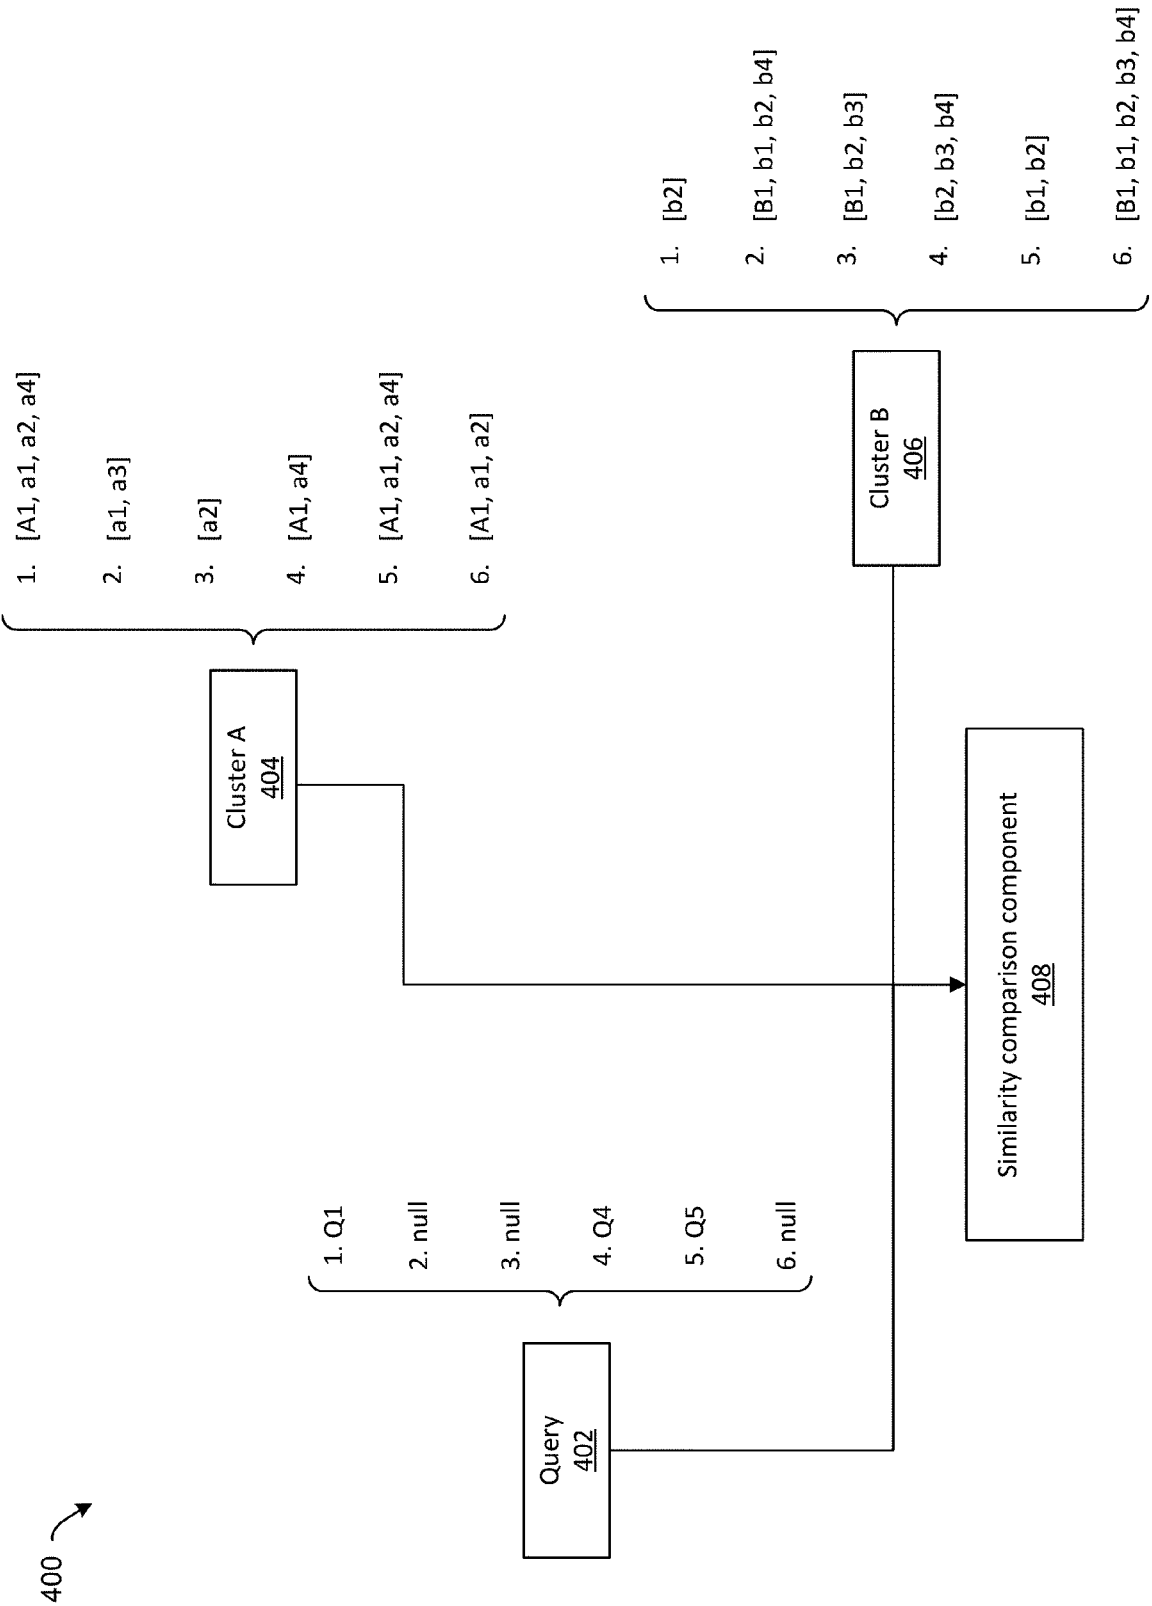 400
Query
402
1. Q1
2. null
3. null
4. Q4
5. Q5
6. null
Cluster A
404
1. [A1, a1, a2, a4]
2. [a1, a3]
3. [a2]
4. [A1, a4]
5. [A1, a1, a2, a4]
6. [A1, a1, a2]
Cluster B
406
1. [b2]
2. [B1, b1, b2, b4]
3. [B1, b2, b3]
4. [b2, b3, b4]
5. [b1, b2]
6. [B1, b1, b2, b3, b4]
Similarity comparison component
408